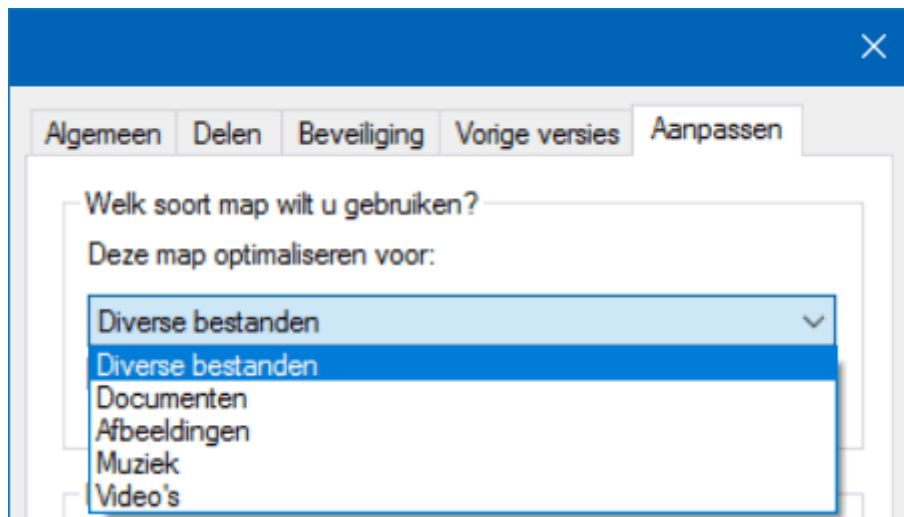 Algemeen Delen Beveiliging Vorige versies Aanpassen
Welk soort map wilt u gebruiken?
Deze map optimaliseren voor:
Diverse bestanden
Diverse bestanden
Documenten
Afbeeldingen
Muziek
Video's